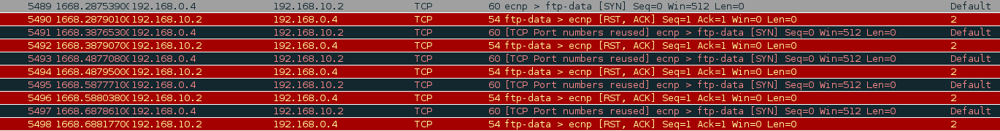 5489 1668.28753900 192.168.0.4 192.168.10.2 TCP 60 ecnp > ftp-data [SYN] Seq=0 Win=512 Len=0 Default
5490 1668.28790100 192.168.10.2 192.168.0.4 TCP 54 ftp-data > ecnp [RST, ACK] Seq=1 Ack=1 Win=0 Len=0 2
5491 1668.38765300 192.168.0.4 192.168.10.2 TCP 60 [TCP Port numbers reused] ecnp > ftp-data [SYN] Seq=0 Win=512 Len=0 Default
5492 1668.38790700 192.168.10.2 192.168.0.4 TCP 54 ftp-data > ecnp [RST, ACK] Seq=1 Ack=1 Win=0 Len=0 2
5493 1668.48770800 192.168.0.4 192.168.10.2 TCP 60 [TCP Port numbers reused] ecnp > ftp-data [SYN] Seq=0 Win=512 Len=0 Default
5494 1668.48795000 192.168.10.2 192.168.0.4 TCP 54 ftp-data > ecnp [RST, ACK] Seq=1 Ack=1 Win=0 Len=0 2
5495 1668.58777100 192.168.0.4 192.168.10.2 TCP 60 [TCP Port numbers reused] ecnp > ftp-data [SYN] Seq=0 Win=512 Len=0 Default
5496 1668.58803800 192.168.10.2 192.168.0.4 TCP 54 ftp-data > ecnp [RST, ACK] Seq=1 Ack=1 Win=0 Len=0 2
5497 1668.68786100 192.168.0.4 192.168.10.2 TCP 60 [TCP Port numbers reused] ecnp > ftp-data [SYN] Seq=0 Win=512 Len=0 Default
5498 1668.68817700 192.168.10.2 192.168.0.4 TCP 54 ftp-data > ecnp [RST, ACK] Seq=1 Ack=1 Win=0 Len=0 2